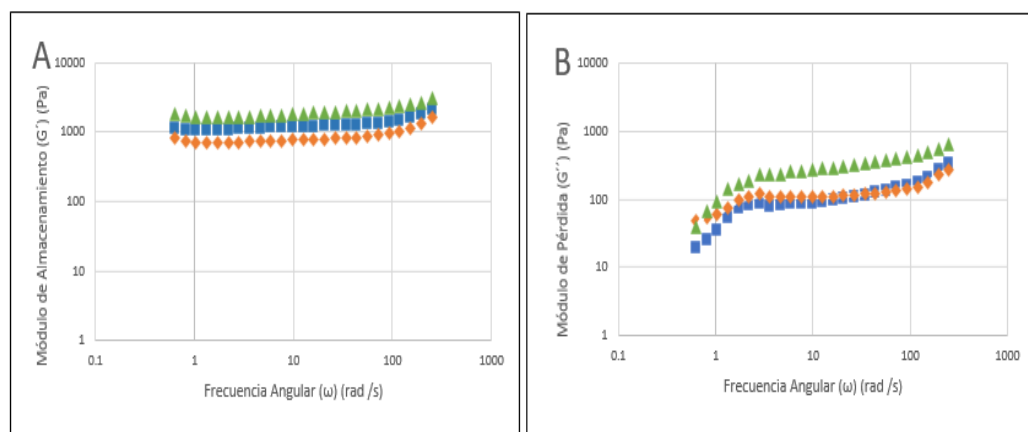 A
Módulo de Almacenamiento (G´) (Pa)
10000
1000
100
10
1
0.1 1 10 100 1000
Frecuencia Angular (ω) (rad /s)
B
Módulo de Pérdida (G´´) (Pa)
10000
1000
100
10
1
0.1 1 10 100 1000
Frecuencia Angular (ω) (rad /s)